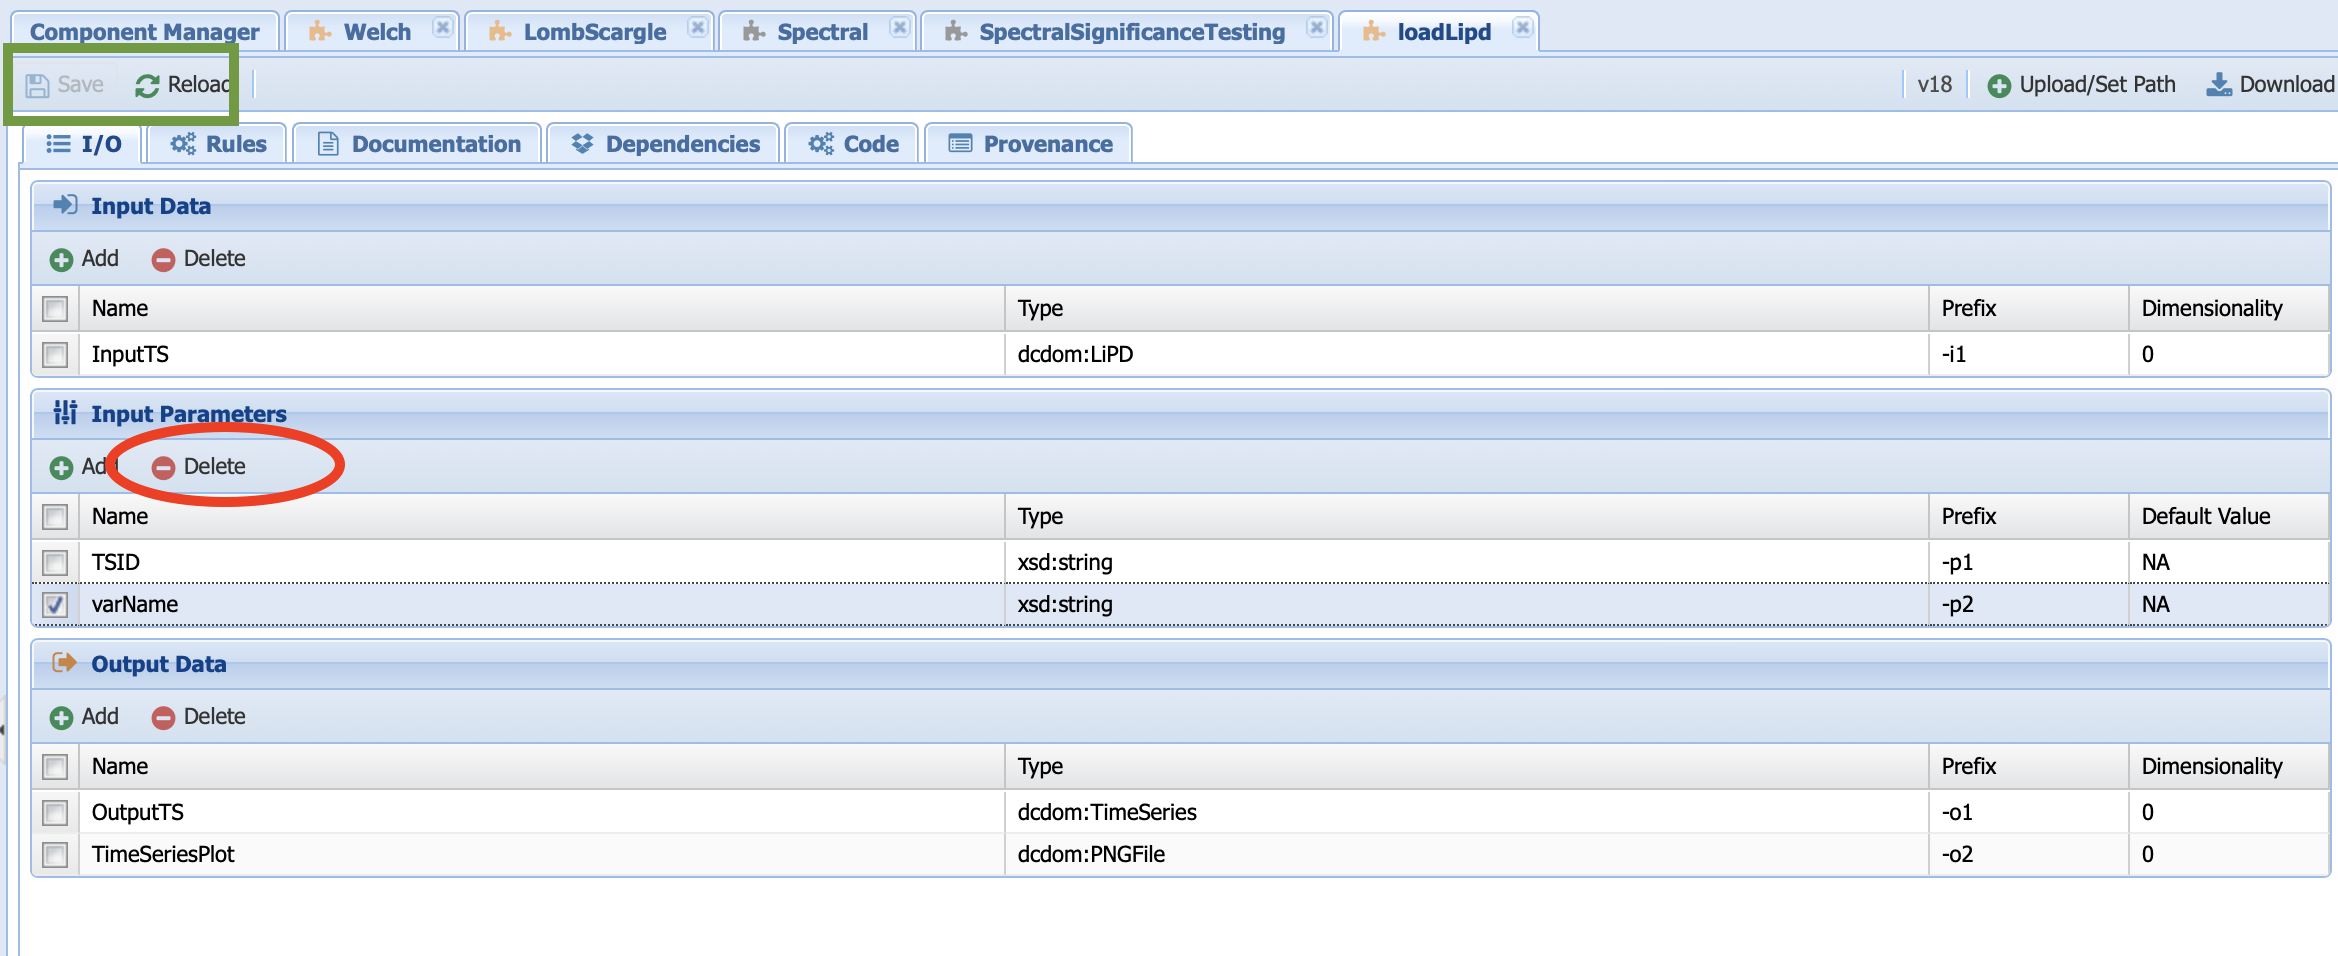 Component Manager Welch LombScargle Spectral SpectralSignificanceTesting loadLipd
Save Reload v18 Upload/Set Path Download
I/O Rules Documentation Dependencies Code Provenance
Input Data
Add Delete
Name Type Prefix Dimensionality
InputTS dcdom:LiPD -i1 0
Input Parameters
Add Delete
Name Type Prefix Default Value
TSID xsd:string -p1 NA
varName xsd:string -p2 NA
Output Data
Add Delete
Name Type Prefix Dimensionality
OutputTS dcdom:TimeSeries -o1 0
TimeSeriesPlot dcdom:PNGFile -o2 0